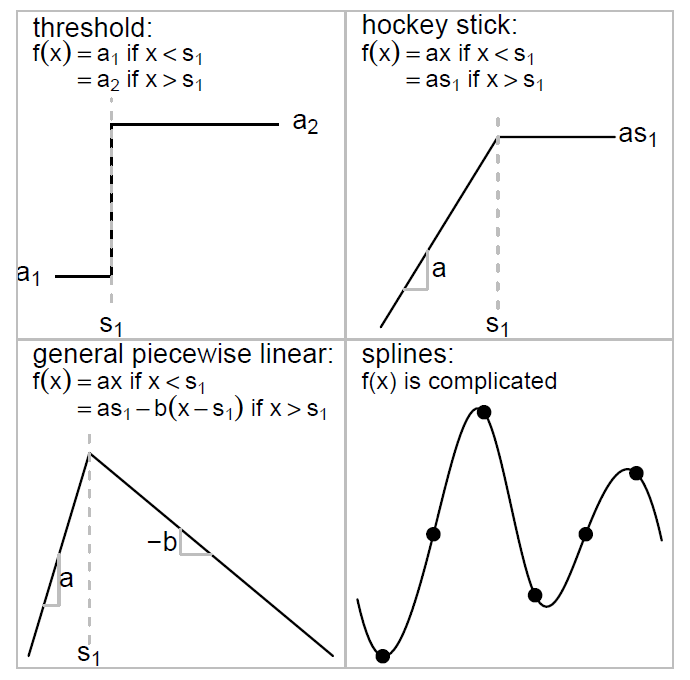 threshold:
f(x) = a₁ if x < s₁
= a₂ if x > s₁
a₂
a₁
s₁
hockey stick:
f(x) = ax if x < s₁
= as₁ if x > s₁
as₁
a
s₁
general piecewise linear:
f(x) = ax if x < s₁
= as₁ − b(x − s₁) if x > s₁
−b
a
s₁
splines:
f(x) is complicated